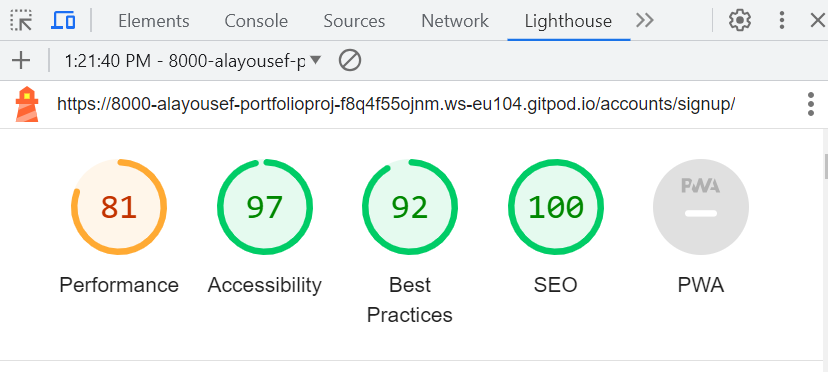 Elements Console Sources Network Lighthouse
1:21:40 PM - 8000-alayousef-p
https://8000-alayousef-portfolioproj-f8q4f55ojnm.ws-eu104.gitpod.io/accounts/signup/
81 97 92 100 PWA
Performance Accessibility Best Practices SEO PWA